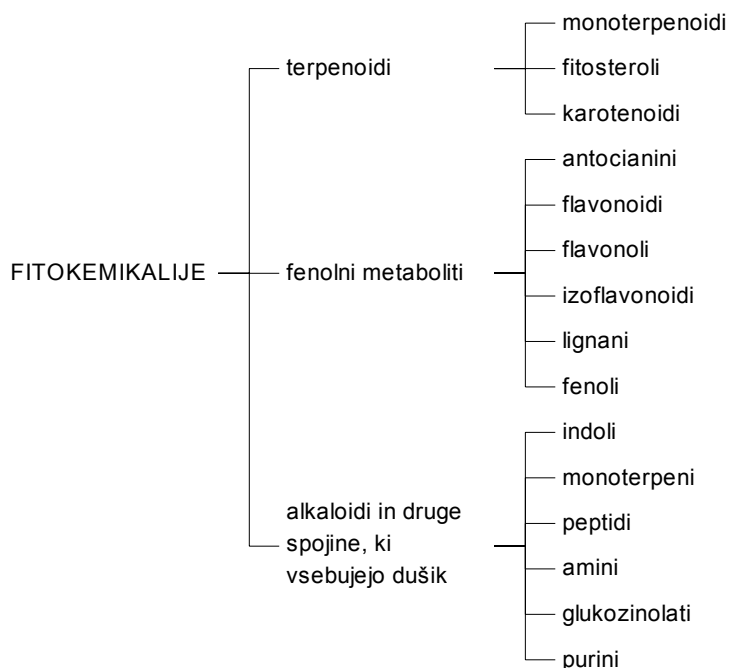 FITOKEMIKALIJE
terpenoidi
monoterpenoidi
fitosteroli
karotenoidi
fenolni metaboliti
antocianini
flavonoidi
flavonoli
izoflavonoidi
lignani
fenoli
alkaloidi in druge
spojine, ki
vsebujejo dušik
indoli
monoterpeni
peptidi
amini
glukozinolati
purini